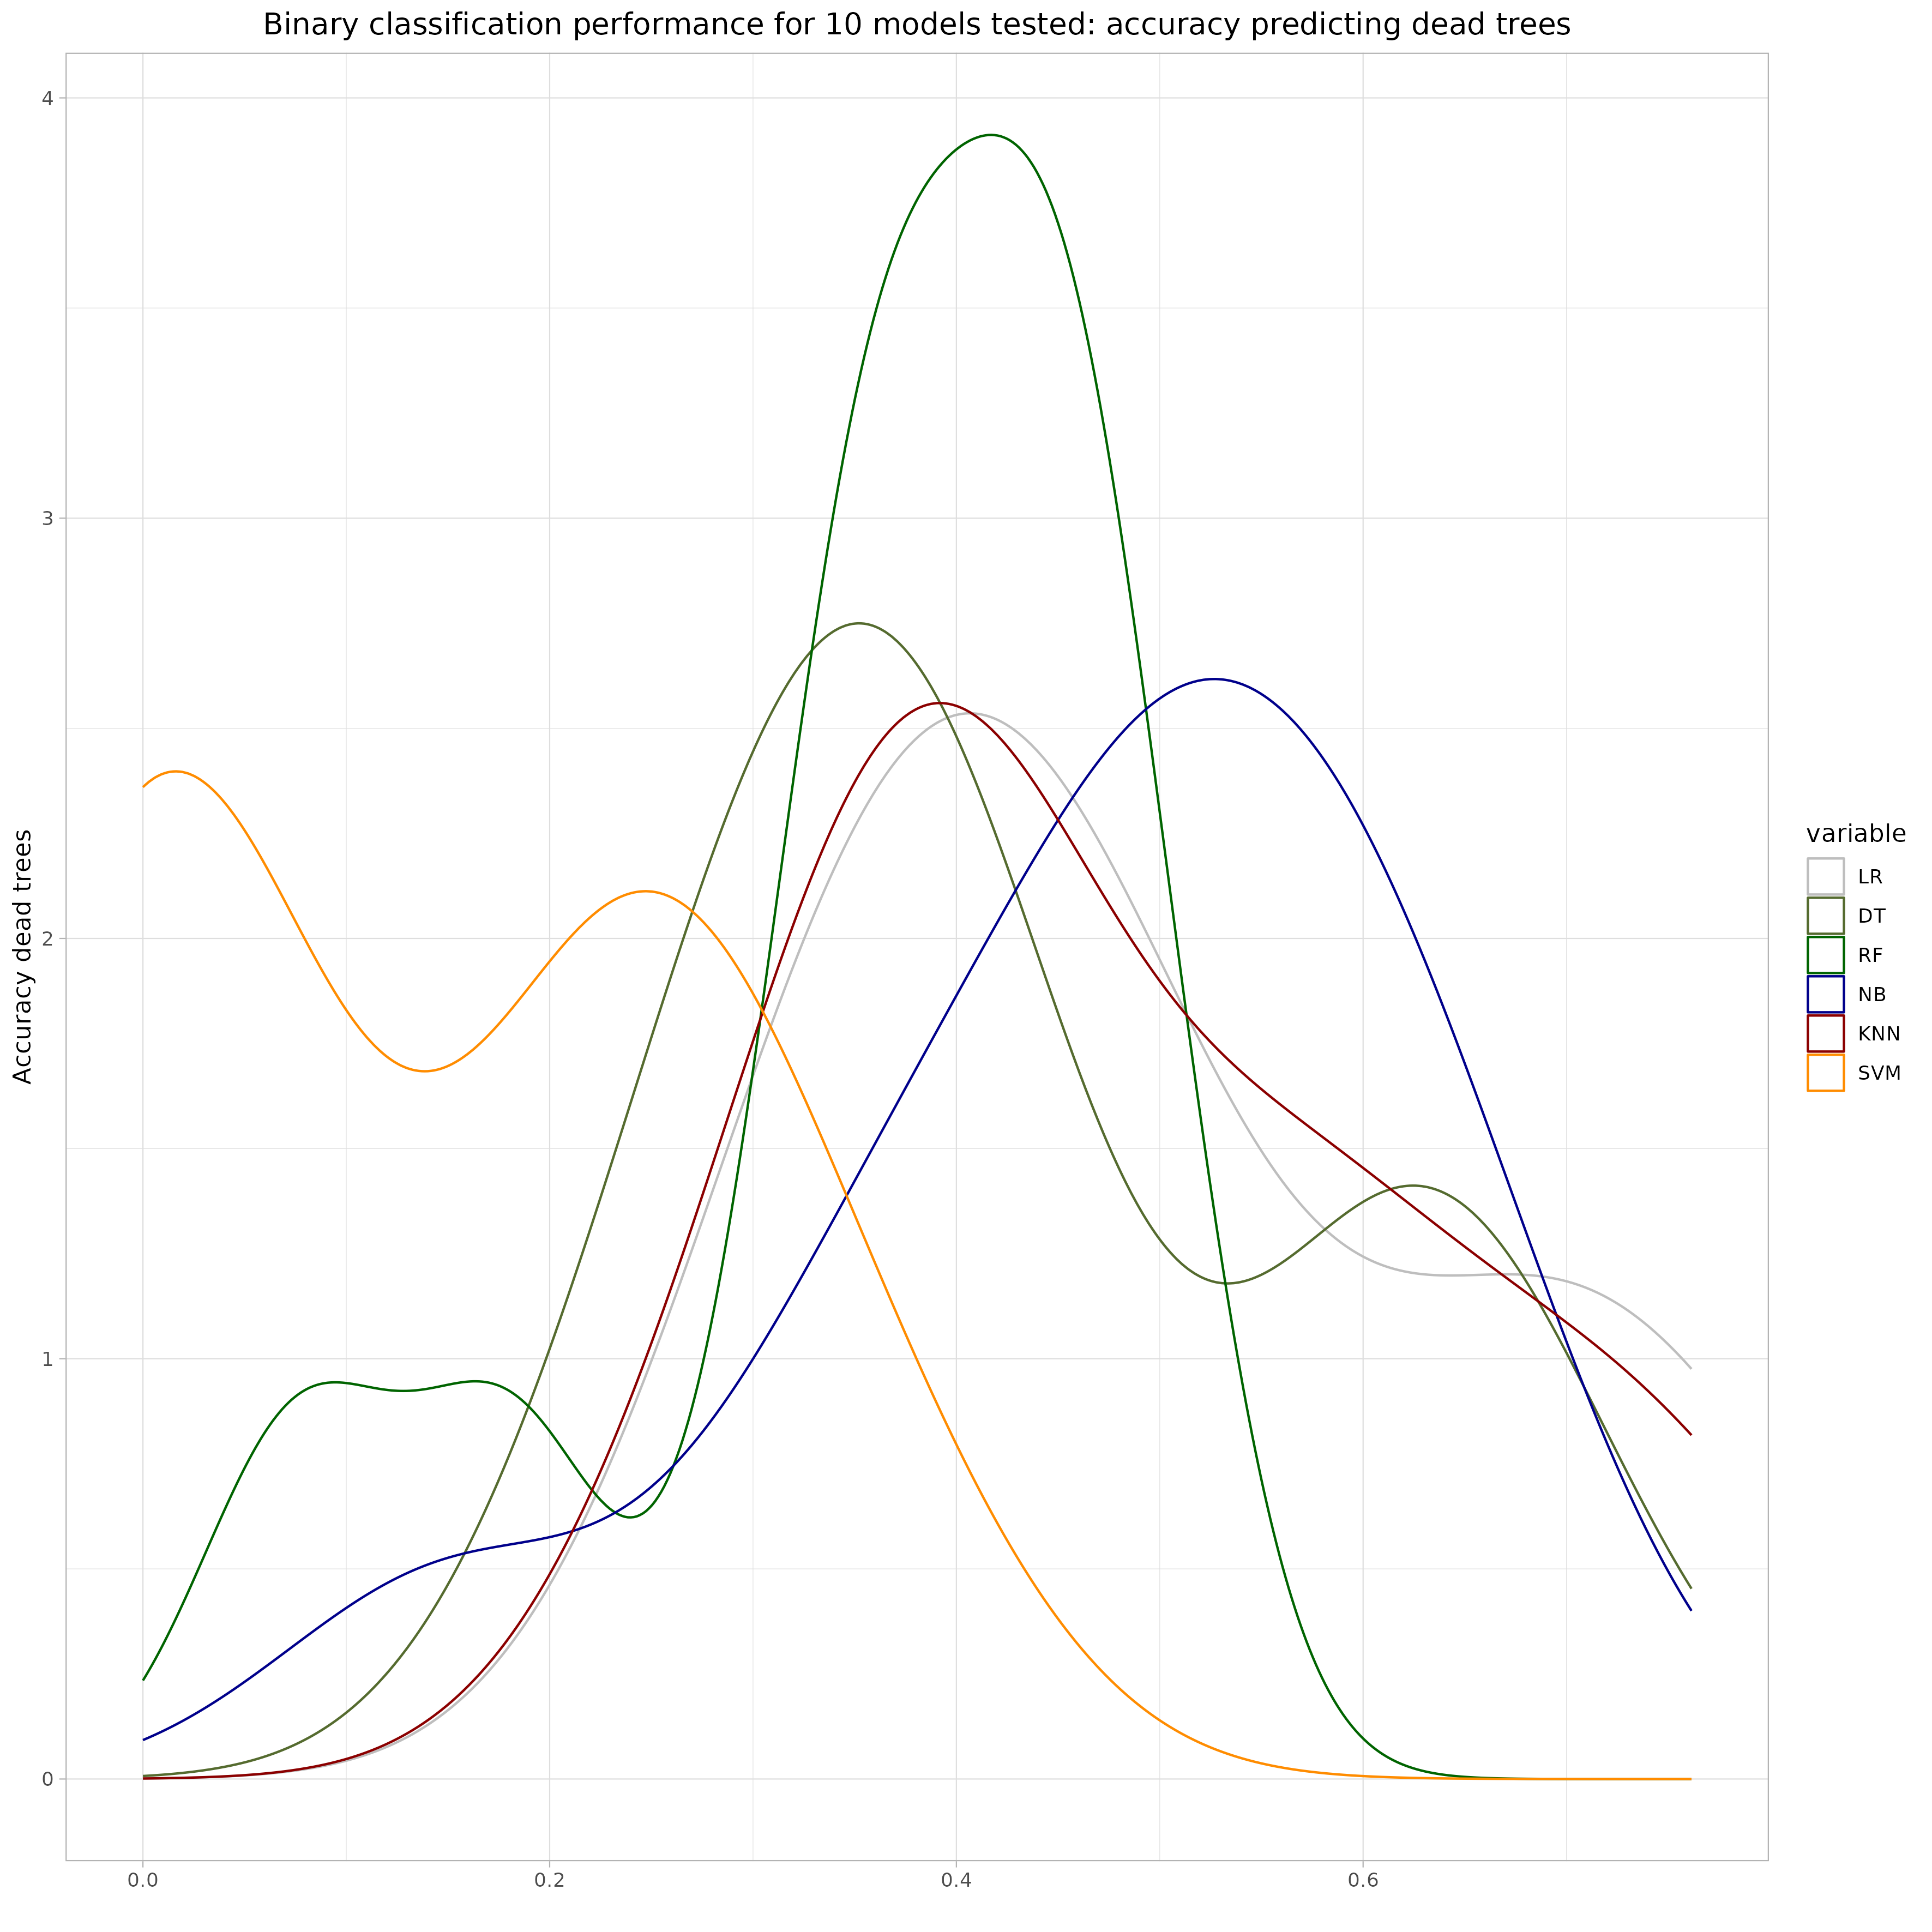 Binary classification performance for 10 models tested: accuracy predicting dead trees
4
3
2
1
0
Accuracy dead trees
0.0
0.2
0.4
0.6
variable
LR
DT
RF
NB
KNN
SVM